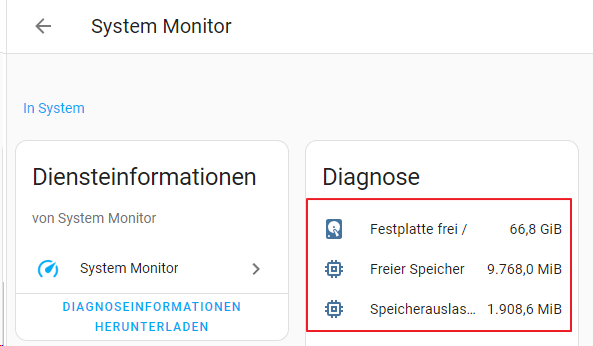 System Monitor
In System
Diensteinformationen
von System Monitor
System Monitor
DIAGNOSEINFORMATIONEN
HERUNTERLADEN
Diagnose
Festplatte frei / 66,8 GiB
Freier Speicher 9.768,0 MiB
Speicherauslas... 1.908,6 MiB